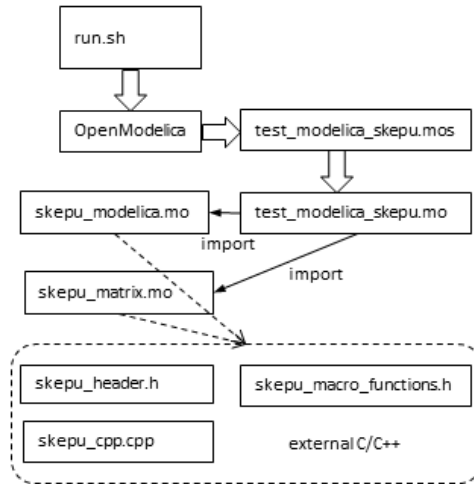 run.sh
OpenModelica
test_modelica_skepu.mos
skepu_modelica.mo
test_modelica_skepu.mo
import
import
skepu_matrix.mo
skepu_header.h
skepu_macro_functions.h
skepu_cpp.cpp
external C/C++